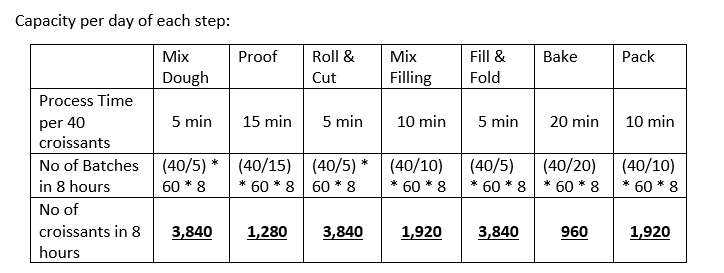 Capacity per day of each step:
Mix Dough Proof Roll & Cut Mix Filling Fill & Fold Bake Pack
Process Time per 40 croissants 5 min 15 min 5 min 10 min 5 min 20 min 10 min
No of Batches in 8 hours (40/5) * 60 * 8 (40/15) * 60 * 8 (40/5) * 60 * 8 (40/10) * 60 * 8 (40/5) * 60 * 8 (40/20) * 60 * 8 (40/10) * 60 * 8
No of croissants in 8 hours 3,840 1,280 3,840 1,920 3,840 960 1,920